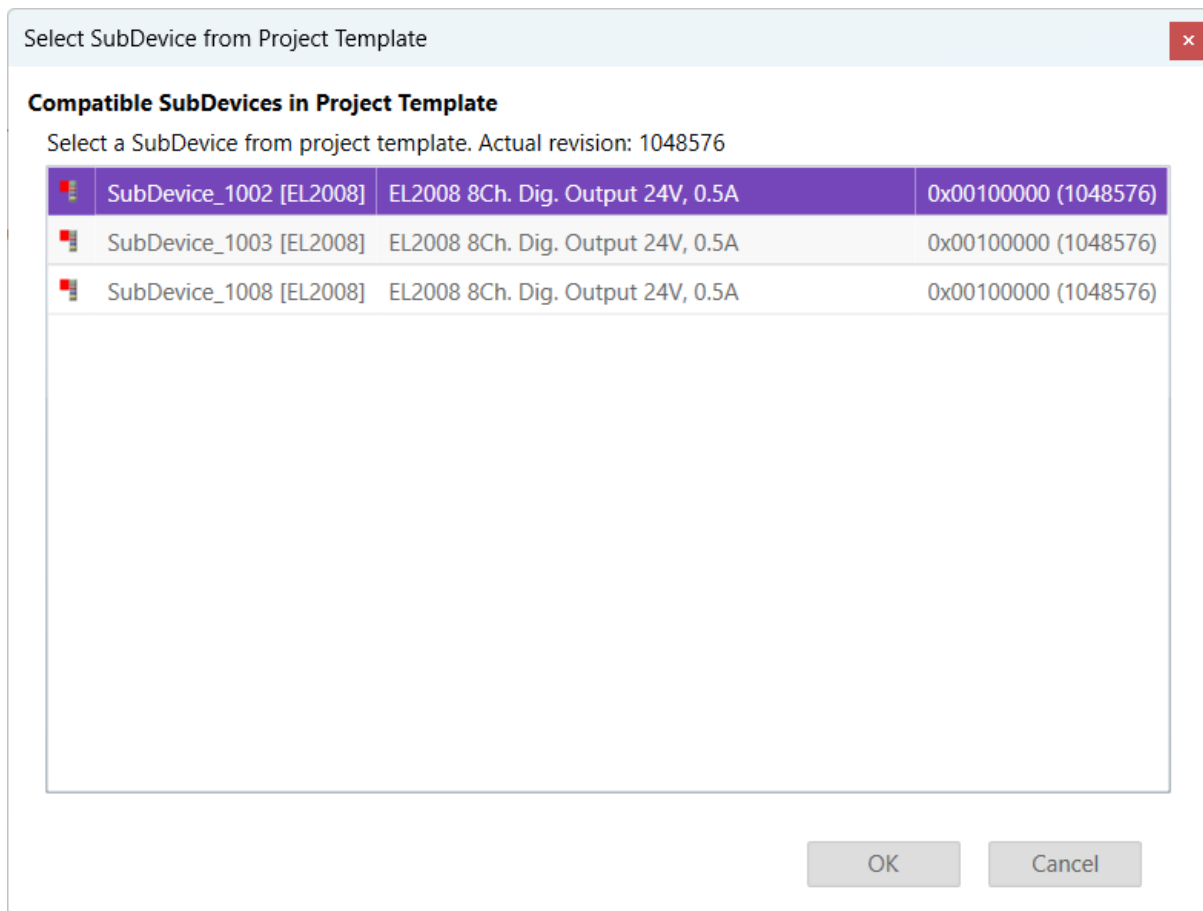 Select SubDevice from Project Template
Compatible SubDevices in Project Template
Select a SubDevice from project template. Actual revision: 1048576
SubDevice_1002 [EL2008] EL2008 8Ch. Dig. Output 24V, 0.5A 0x00100000 (1048576)
SubDevice_1003 [EL2008] EL2008 8Ch. Dig. Output 24V, 0.5A 0x00100000 (1048576)
SubDevice_1008 [EL2008] EL2008 8Ch. Dig. Output 24V, 0.5A 0x00100000 (1048576)
OK Cancel